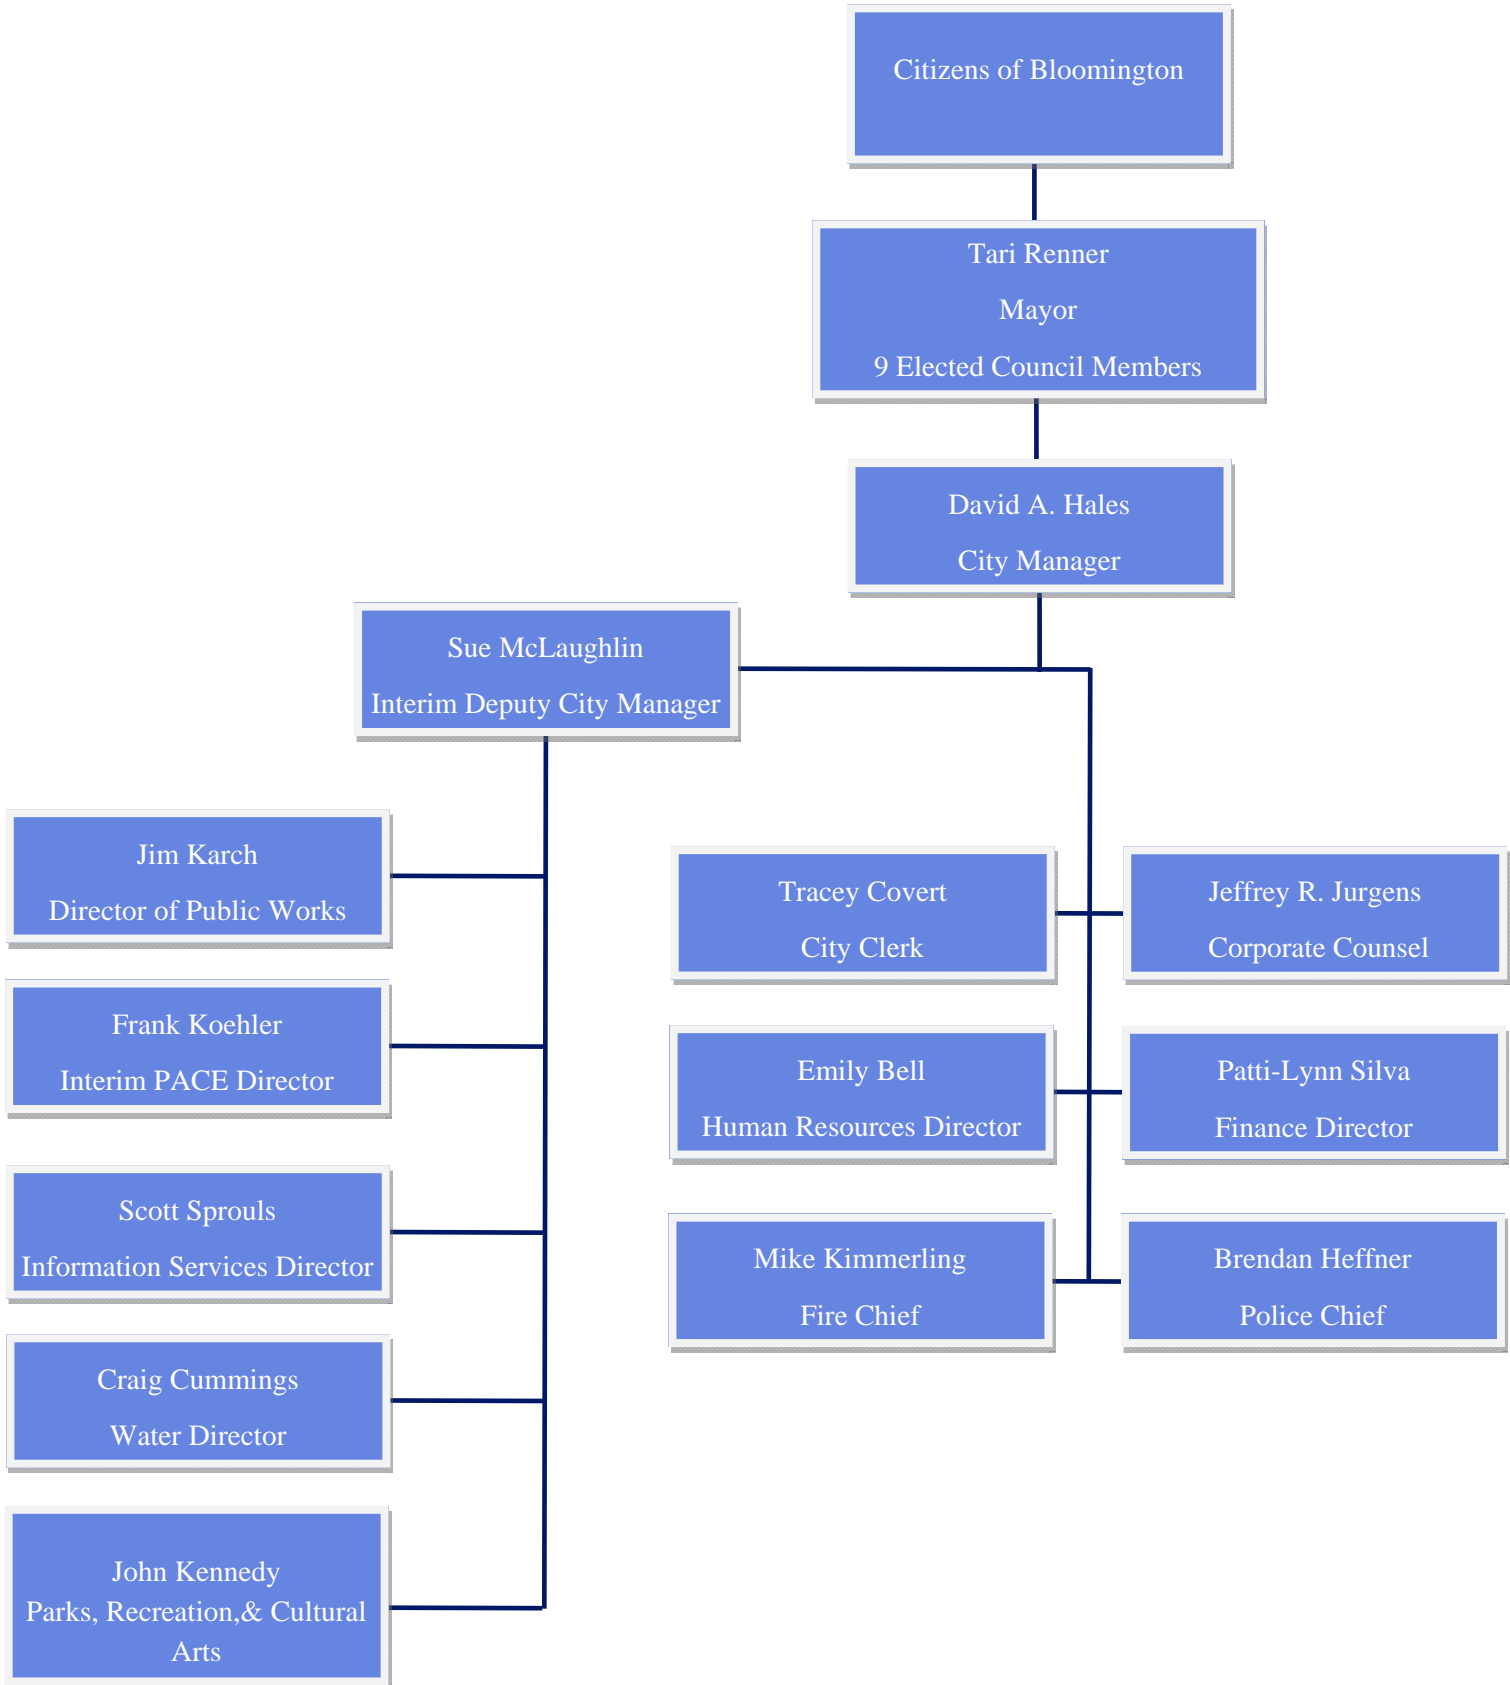 Citizens of Bloomington
Tari Renner
Mayor
9 Elected Council Members
David A. Hales
City Manager
Sue McLaughlin
Interim Deputy City Manager
Jim Karch
Director of Public Works
Frank Koehler
Interim PACE Director
Scott Sprouls
Information Services Director
Craig Cummings
Water Director
John Kennedy
Parks, Recreation,& Cultural
Arts
Tracey Covert
City Clerk
Jeffrey R. Jurgens
Corporate Counsel
Emily Bell
Human Resources Director
Patti-Lynn Silva
Finance Director
Mike Kimmerling
Fire Chief
Brendan Heffner
Police Chief